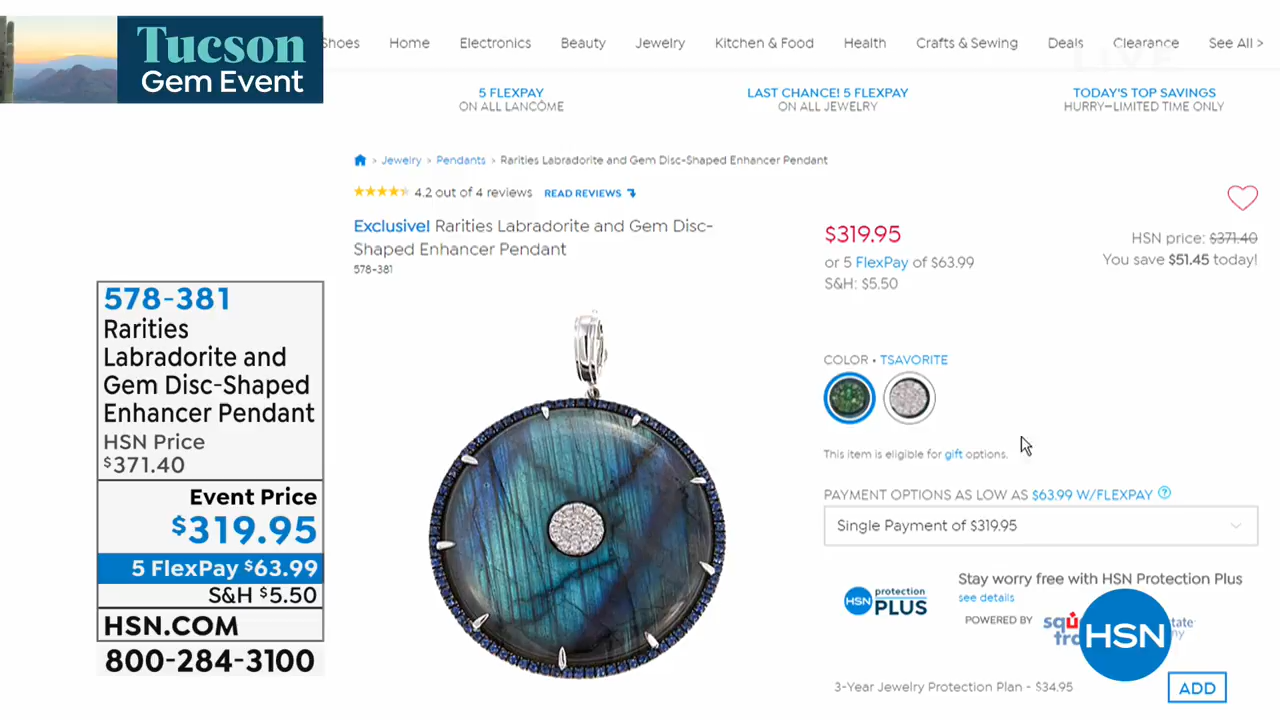 Tucson
Gem Event
Shoes Home Electronics Beauty Jewelry Kitchen & Food Health Crafts & Sewing Deals Clearance See All >
LIVE
5 FLEXPAY
ON ALL LANCÔME
LAST CHANCE! 5 FLEXPAY
ON ALL JEWELRY
TODAY'S TOP SAVINGS
HURRY–LIMITED TIME ONLY
> Jewelry > Pendants > Rarities Labradorite and Gem Disc-Shaped Enhancer Pendant
4.2 out of 4 reviews READ REVIEWS
Exclusive! Rarities Labradorite and Gem Disc-
Shaped Enhancer Pendant
578-381
$319.95
or 5 FlexPay of $63.99
S&H: $5.50
HSN price: $371.40
You save $51.45 today!
COLOR • TSAVORITE
This item is eligible for gift options.
PAYMENT OPTIONS AS LOW AS $63.99 W/FLEXPAY ?
Single Payment of $319.95
HSN protection
PLUS
Stay worry free with HSN Protection Plus
see details
POWERED BY
HSN
3-Year Jewelry Protection Plan - $34.95
ADD
578-381
Rarities
Labradorite and
Gem Disc-Shaped
Enhancer Pendant
HSN Price
$371.40
Event Price
$319.95
5 FlexPay $63.99
S&H $5.50
HSN.COM
800-284-3100